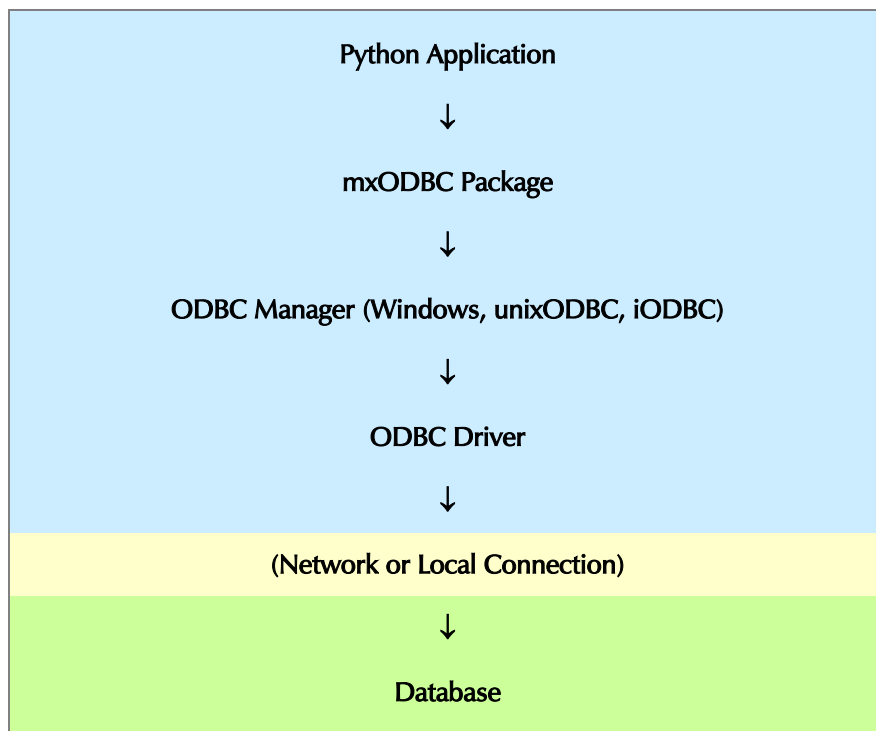 Python Application
↓
mxODBC Package
↓
ODBC Manager (Windows, unixODBC, iODBC)
↓
ODBC Driver
↓
(Network or Local Connection)
↓
Database